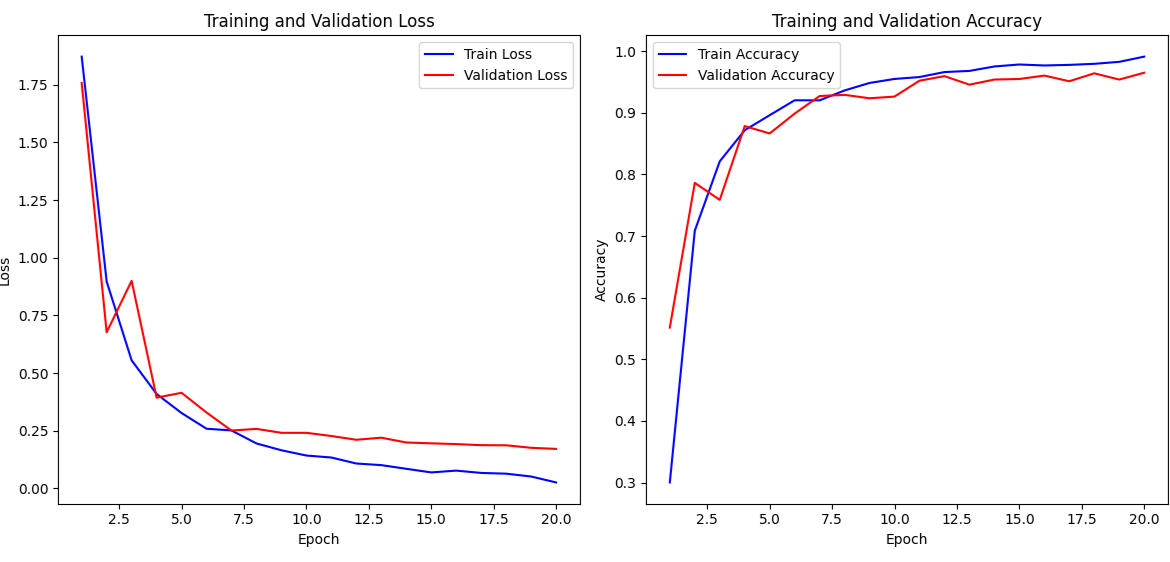 Training and Validation Loss
Train Loss
Validation Loss
1.75
1.50
1.25
1.00
0.75
0.50
0.25
0.00
Loss
2.5 5.0 7.5 10.0 12.5 15.0 17.5 20.0
Epoch
Training and Validation Accuracy
Train Accuracy
Validation Accuracy
1.0
0.9
0.8
0.7
0.6
0.5
0.4
0.3
Accuracy
2.5 5.0 7.5 10.0 12.5 15.0 17.5 20.0
Epoch